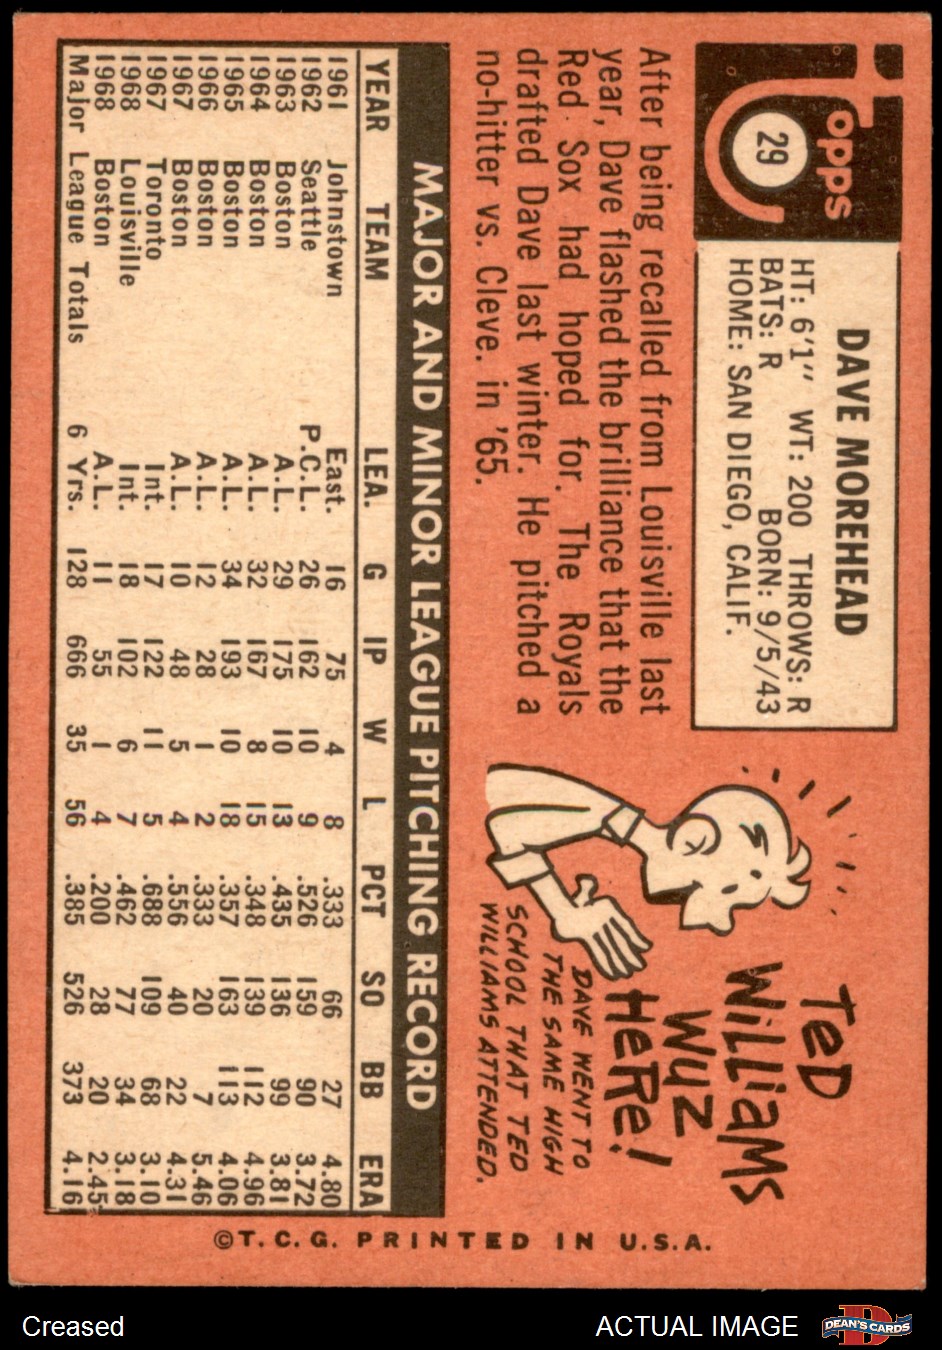 Topps
29
DAVE MOREHEAD
HT: 6'1" WT: 200 THROWS: R
BATS: R BORN: 9/5/43
HOME: SAN DIEGO, CALIF.
After being recalled from Louisville last
year, Dave flashed the brilliance that the
Red Sox had hoped for. The Royals
drafted Dave last winter. He pitched a
no-hitter vs. Cleve. in '65.
TED
WILLIAMS
WUZ
HERE!
DAVE WENT TO
THE SAME HIGH
SCHOOL THAT TED
WILLIAMS ATTENDED.
MAJOR AND MINOR LEAGUE PITCHING RECORD
YEAR TEAM LEA. G IP W L PCT SO BB ERA
1961 Johnstown East. 16 75 4 8 .333 66 27 4.80
1962 Seattle P.C.L. 26 162 10 9 .526 159 90 3.72
1963 Boston A.L. 29 175 10 13 .435 136 99 3.81
1964 Boston A.L. 32 167 8 15 .348 139 112 4.96
1965 Boston A.L. 34 193 10 18 .357 163 113 4.06
1966 Boston A.L. 12 28 1 2 .333 20 7 5.46
1967 Boston A.L. 10 48 5 4 .556 40 22 4.31
1967 Toronto Int. 17 122 11 5 .688 109 68 3.10
1968 Louisville Int. 18 102 6 7 .462 77 34 3.18
1968 Boston A.L. 11 55 1 4 .200 28 20 2.45
Major League Totals 6 Yrs. 128 666 35 56 .385 526 373 4.16
©T.C.G. PRINTED IN U.S.A.
Creased
ACTUAL IMAGE
DEAN'S CARDS